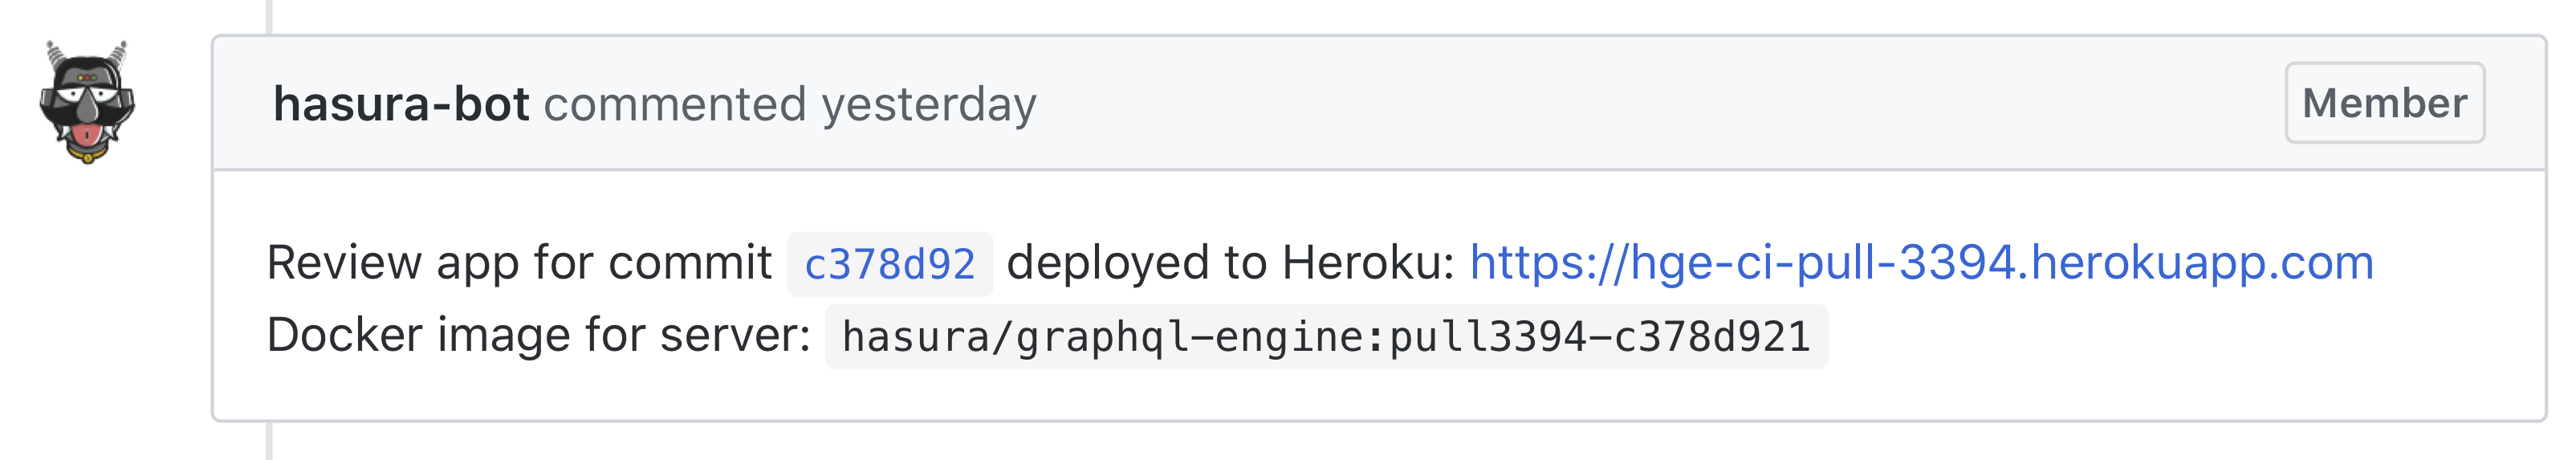 hasura-bot commented yesterday
Member
Review app for commit c378d92 deployed to Heroku: https://hge-ci-pull-3394.herokuapp.com
Docker image for server: hasura/graphql-engine:pull3394-c378d921